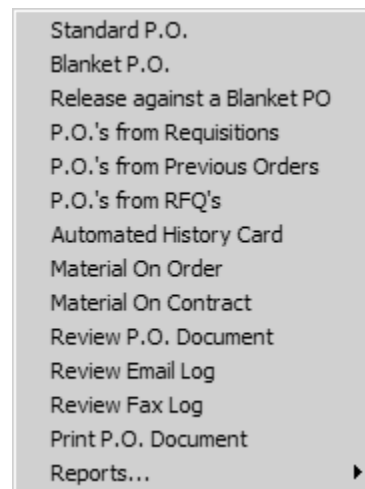 Standard P.O.
Blanket P.O.
Release against a Blanket PO
P.O.'s from Requisitions
P.O.'s from Previous Orders
P.O.'s from RFQ's
Automated History Card
Material On Order
Material On Contract
Review P.O. Document
Review Email Log
Review Fax Log
Print P.O. Document
Reports...